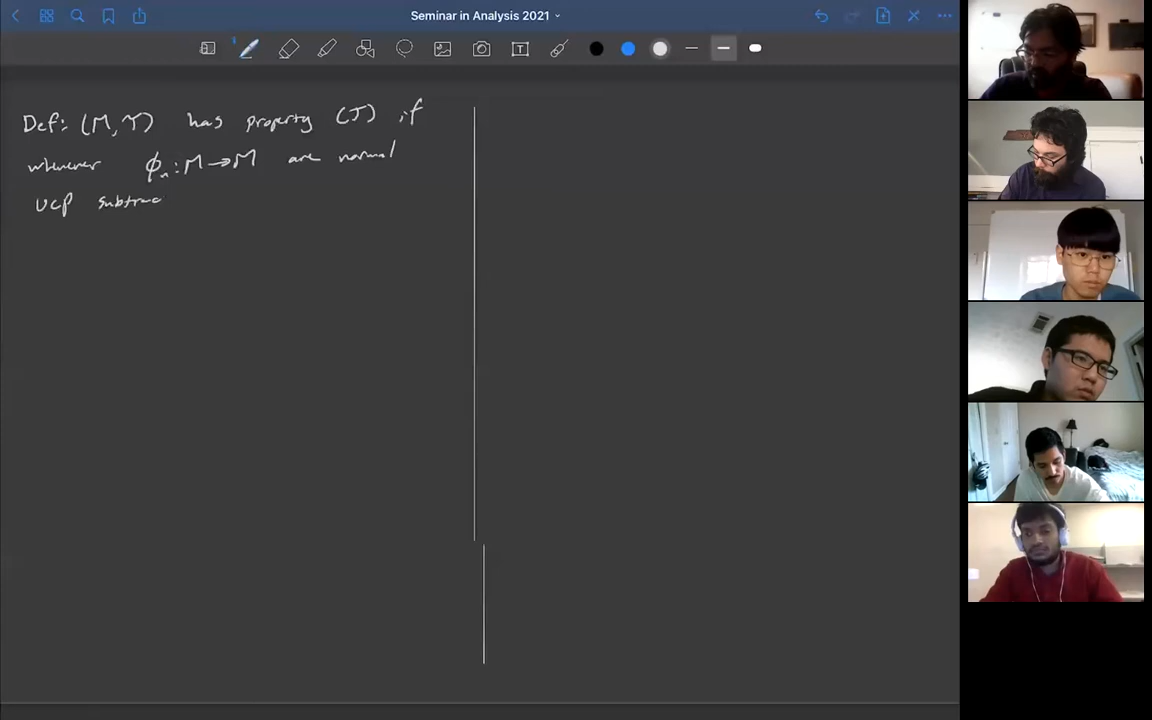 Seminar in Analysis 2021
Def: (M, τ) has property (J) if
whenever ϕₙ : M → M are normal
UCP subtrac